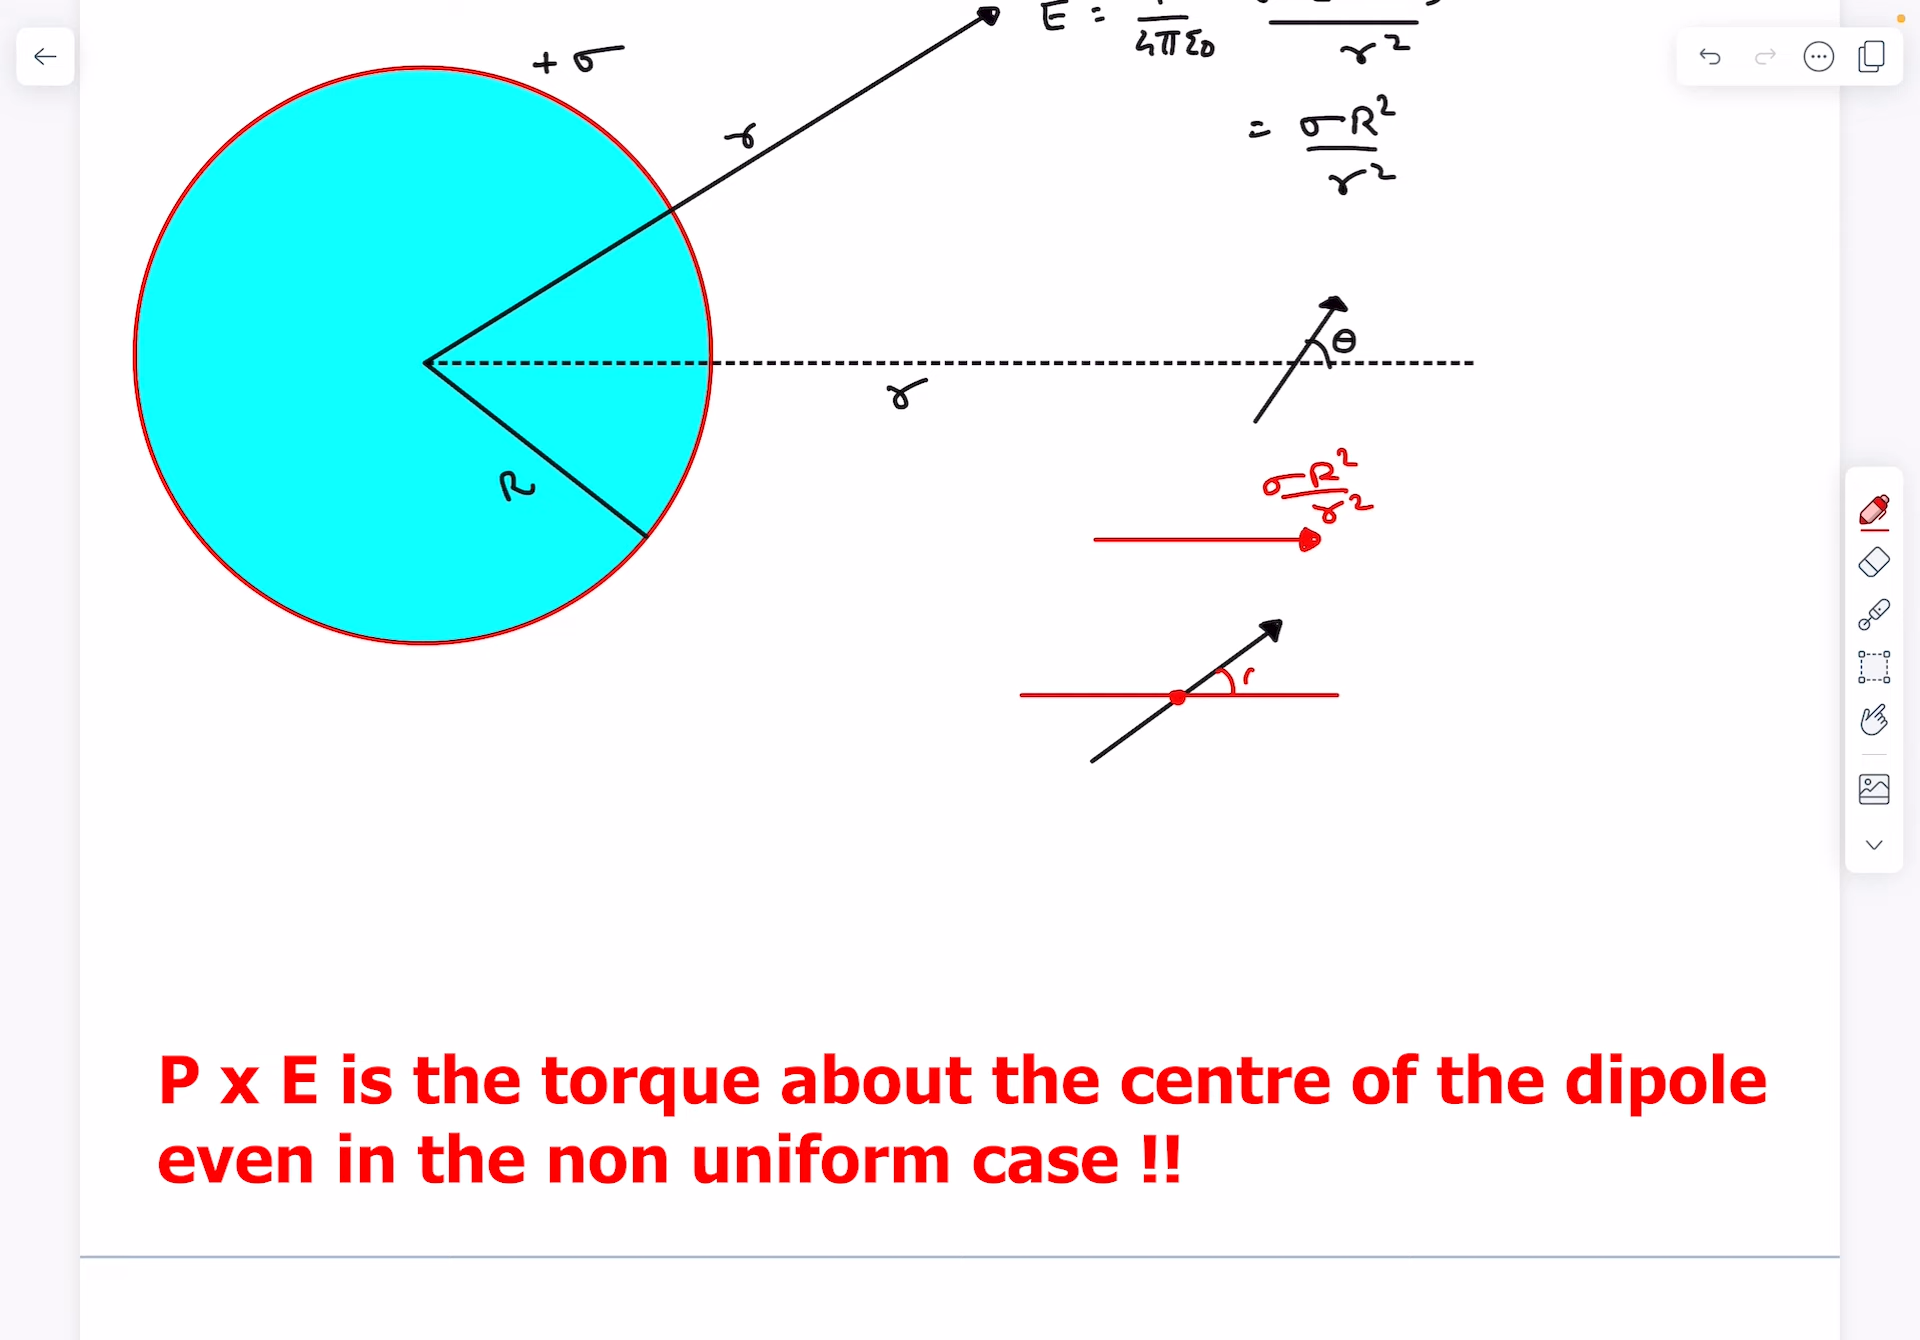 + σ
E = 1/4πε0 r²
r
= σR²/r²
θ
r
R
σR²/r²
P x E is the torque about the centre of the dipole
even in the non uniform case !!